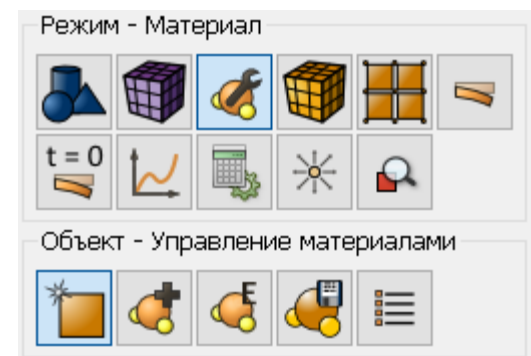 Режим - Материал
t = 0
Объект - Управление материалами
E